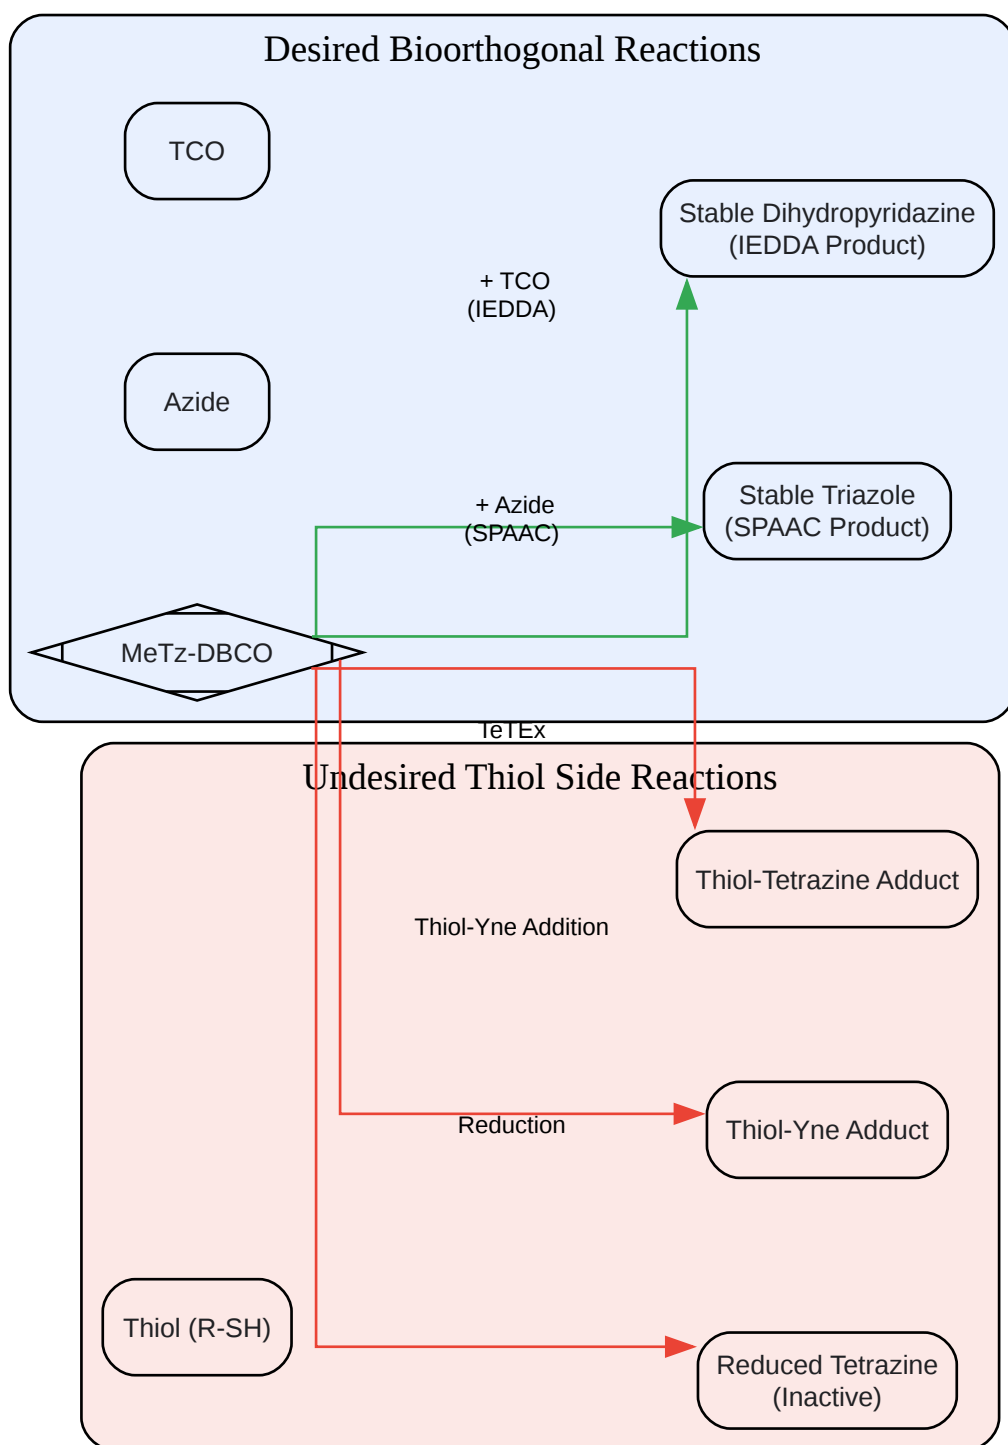 Desired Bioorthogonal Reactions
TCO
Stable Dihydropyridazine
(IEDDA Product)
+ TCO
(IEDDA)
Azide
Stable Triazole
(SPAAC Product)
+ Azide
(SPAAC)
MeTz-DBCO
TeTEx
Undesired Thiol Side Reactions
Thiol-Tetrazine Adduct
Thiol-Yne Addition
Reduction
Thiol-Yne Adduct
Thiol (R-SH)
Reduced Tetrazine
(Inactive)